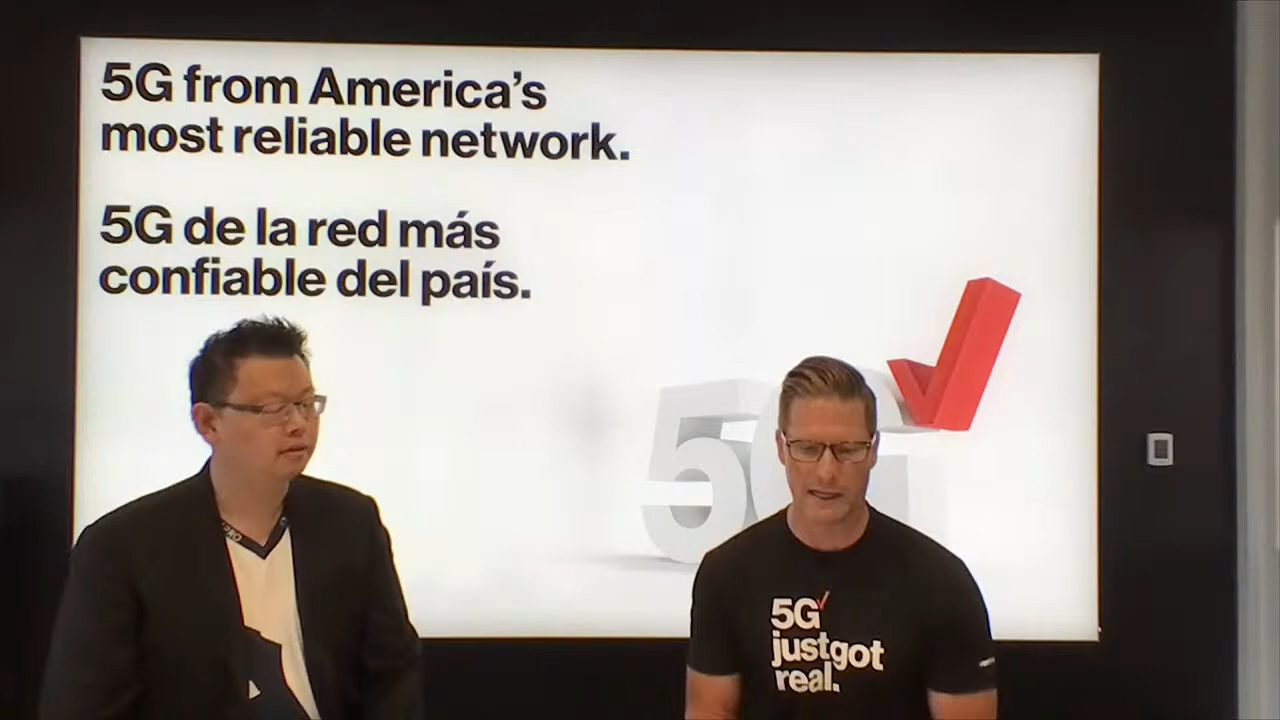 5G from America's
most reliable network.
5G de la red más
confiable del país.
5G
5G
just got
real.